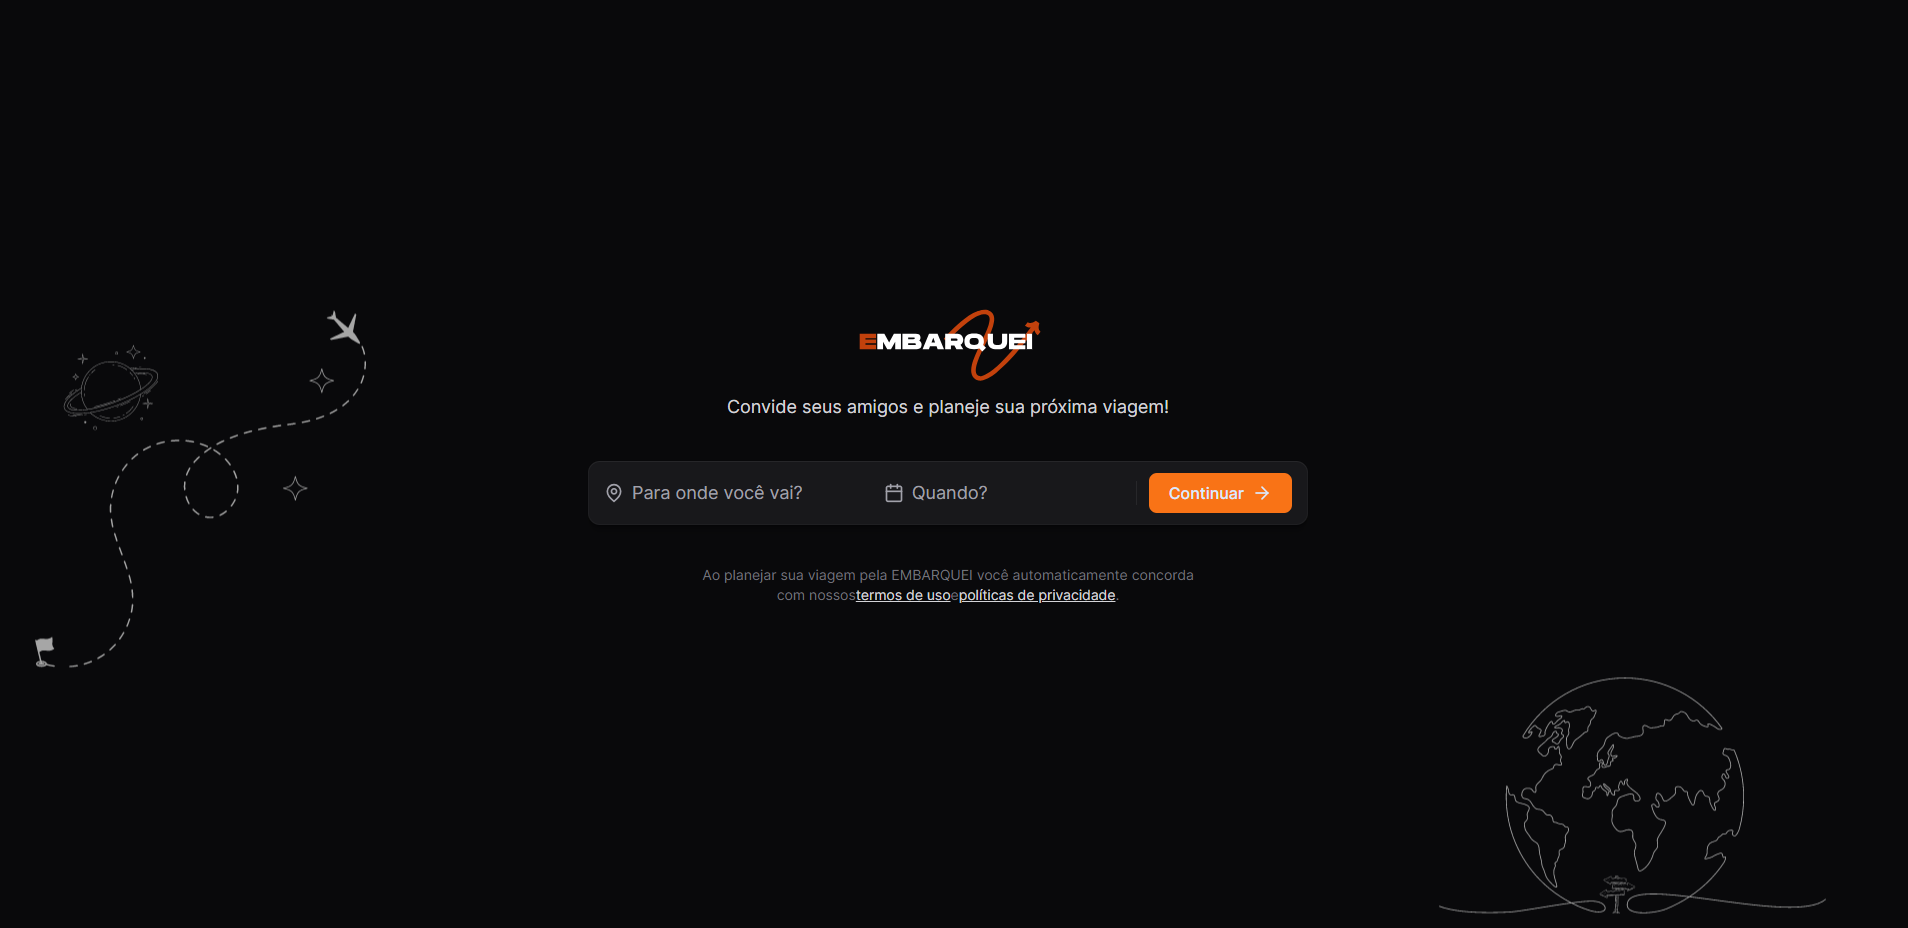 EMBARQUEI
Convide seus amigos e planeje sua próxima viagem!
Para onde você vai? Quando? Continuar
Ao planejar sua viagem pela EMBARQUEI você automaticamente concorda
com nossostermos de usoepolíticas de privacidade.